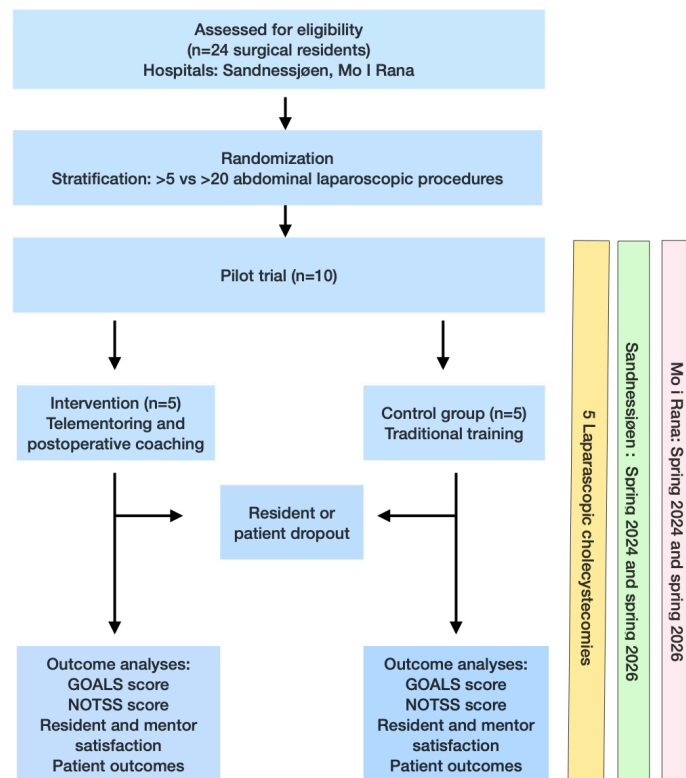 Assessed for eligibility
(n=24 surgical residents)
Hospitals: Sandnessjøen, Mo I Rana
Randomization
Stratification: >5 vs >20 abdominal laparoscopic procedures
Pilot trial (n=10)
Intervention (n=5)
Telementoring and
postoperative coaching
Control group (n=5)
Traditional training
Resident or
patient dropout
Outcome analyses:
GOALS score
NOTSS score
Resident and mentor
satisfaction
Patient outcomes
Outcome analyses:
GOALS score
NOTSS score
Resident and mentor
satisfaction
Patient outcomes
5 Laparascopic cholecystecomies
Sandnessjøen : Spring 2024 and spring 2026
Mo i Rana: Spring 2024 and spring 2026